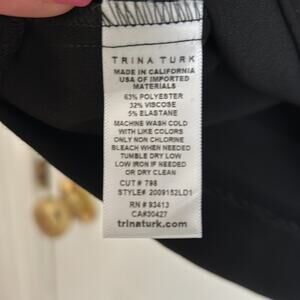 TRINA TURK
MADE IN CALIFORNIA
USA OF IMPORTED
MATERIALS
63% POLYESTER
32% VISCOSE
5% ELASTANE
MACHINE WASH COLD
WITH LIKE COLORS
ONLY NON CHLORINE
BLEACH WHEN NEEDED
TUMBLE DRY LOW
LOW IRON IF NEEDED
OR DRY CLEAN
CUT # 798
STYLE# 2009152LD1
RN # 93413
CA#30427
trinaturk.com